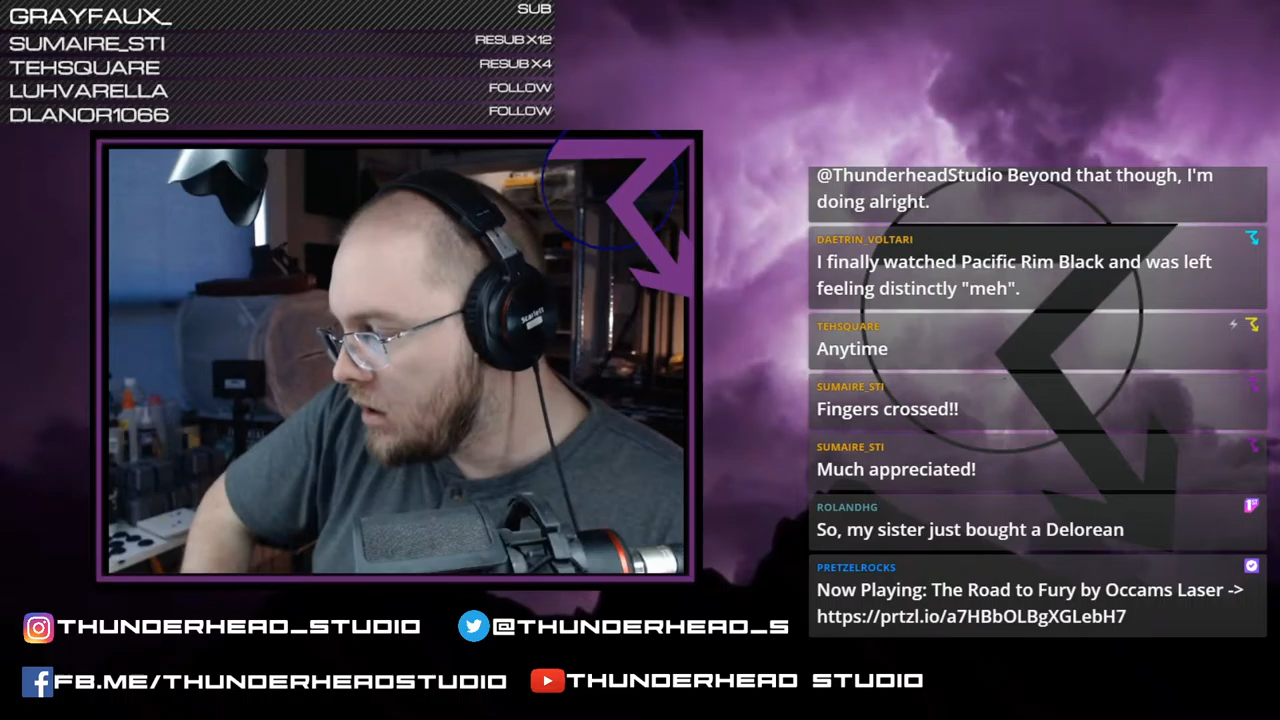 GRAYFAUX_ SUB
SUMAIRE_STI RESUB X12
TEHSQUARE RESUB X4
LUHVARELLA FOLLOW
DLANOR1066 FOLLOW
@ThunderheadStudio Beyond that though, I'm
doing alright.
DAETRIN_VOLTARI
I finally watched Pacific Rim Black and was left
feeling distinctly "meh".
TEHSQUARE
Anytime
SUMAIRE_STI
Fingers crossed!!
SUMAIRE_STI
Much appreciated!
ROLANDHG
So, my sister just bought a Delorean
PRETZELROCKS
Now Playing: The Road to Fury by Occams Laser ->
https://prtzl.io/a7HBbOLBgXGLebH7
Scarlett
THUNDERHEAD_STUDIO @THUNDERHEAD_S
FB.ME/THUNDERHEADSTUDIO THUNDERHEAD STUDIO